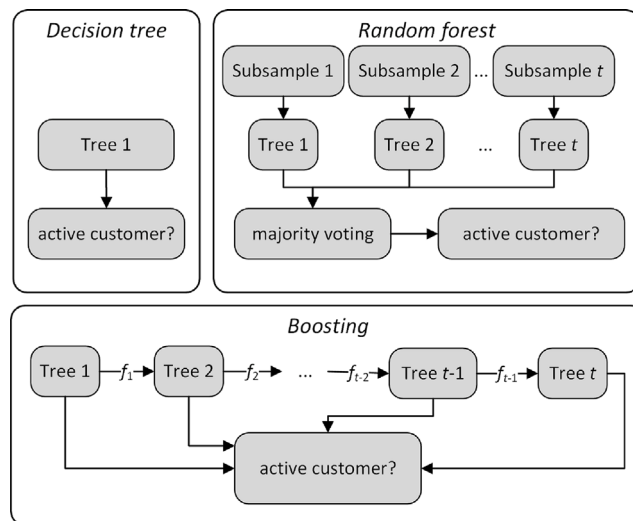 Decision tree
Tree 1
active customer?
Random forest
Subsample 1 Subsample 2 ... Subsample t
Tree 1 Tree 2 ... Tree t
majority voting active customer?
Boosting
Tree 1 f1 Tree 2 f2 ... ft-2 Tree t-1 ft-1 Tree t
active customer?